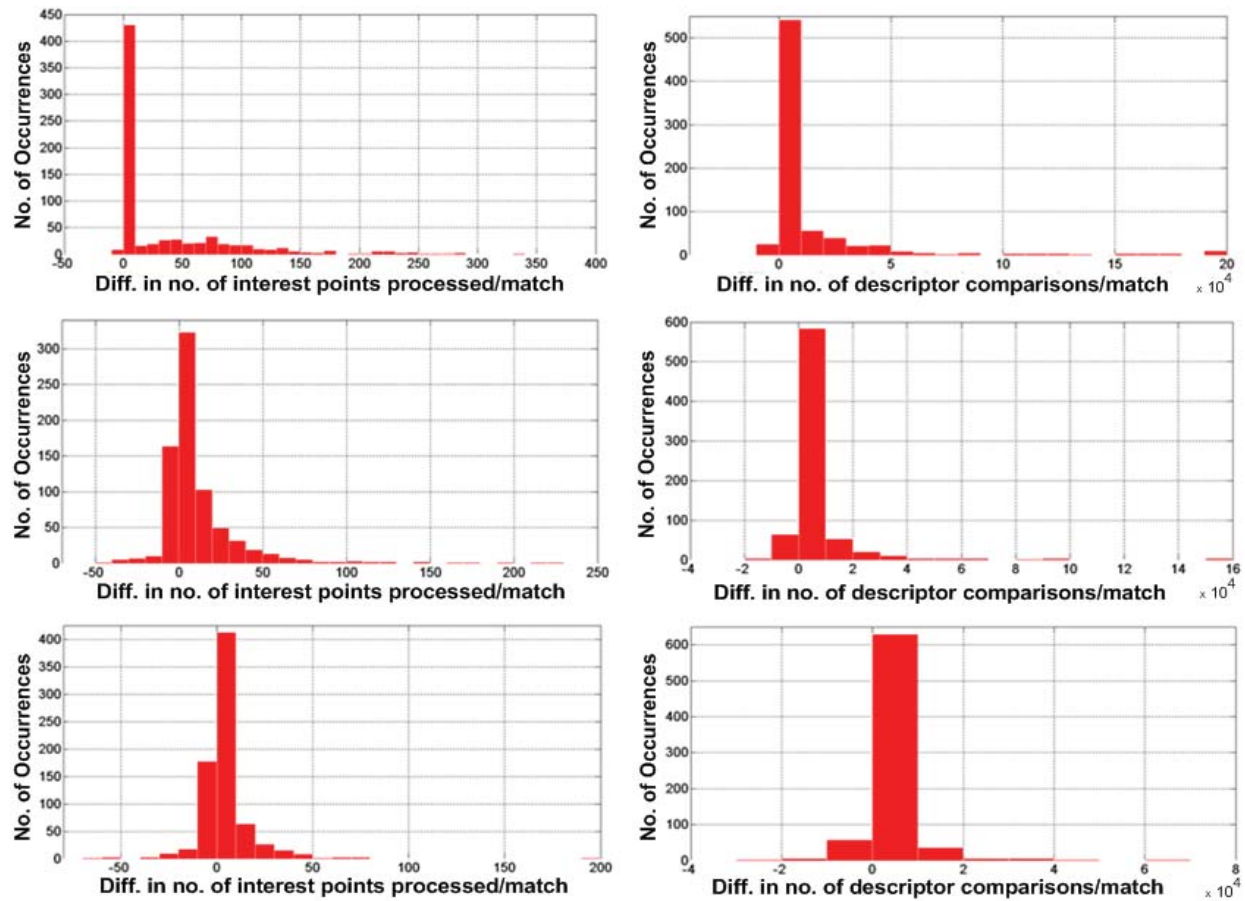 No. of Occurrences
450
400
350
300
250
200
150
100
50
0
-50 0 50 100 150 200 250 300 350 400
Diff. in no. of interest points processed/match
No. of Occurrences
500
400
300
200
100
0
0 5 10 15 20
Diff. in no. of descriptor comparisons/match x 10^4
No. of Occurrences
300
250
200
150
100
50
0
-50 0 50 100 150 200 250
Diff. in no. of interest points processed/match
No. of Occurrences
600
500
400
300
200
100
0
-4 -2 0 2 4 6 8 10 12 14 16
Diff. in no. of descriptor comparisons/match x 10^4
No. of Occurrences
400
350
300
250
200
150
100
50
0
-50 0 50 100 150 200
Diff. in no. of interest points processed/match
No. of Occurrences
600
500
400
300
200
100
0
-4 -2 0 2 4 6 8
Diff. in no. of descriptor comparisons/match x 10^4